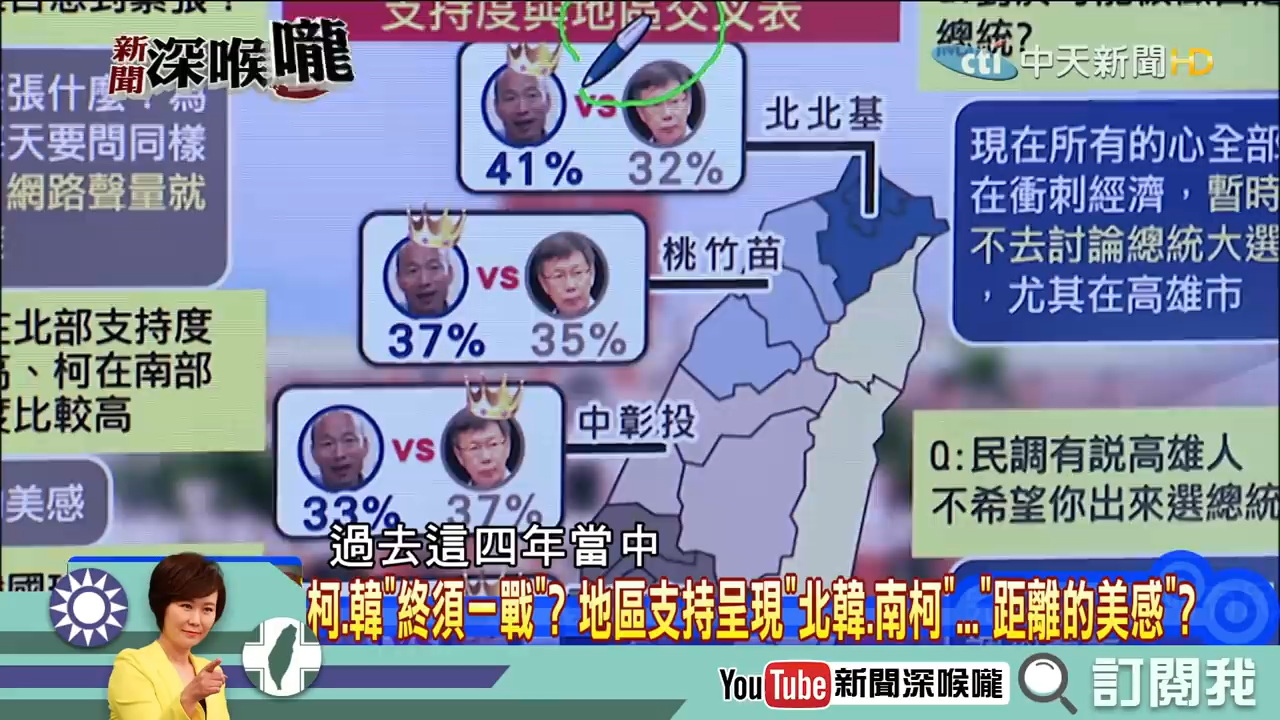 支持度與地區交叉表
總統?
新聞深喉嚨
cti 中天新聞HD
張什麼?為
天要問同樣
網路聲量就
VS
41% 32%
北北基
現在所有的心全部
在衝刺經濟,暫時
不去討論總統大選
,尤其在高雄市
VS
37% 35%
桃竹苗
北部支持度
、柯在南部
度比較高
VS
33% 37%
中彰投
美感
Q:民調有說高雄人
不希望你出來選總統
過去這四年當中
柯.韓"終須一戰"? 地區支持呈現"北韓.南柯" ..."距離的美感"?
YouTube 新聞深喉嚨 訂閱我